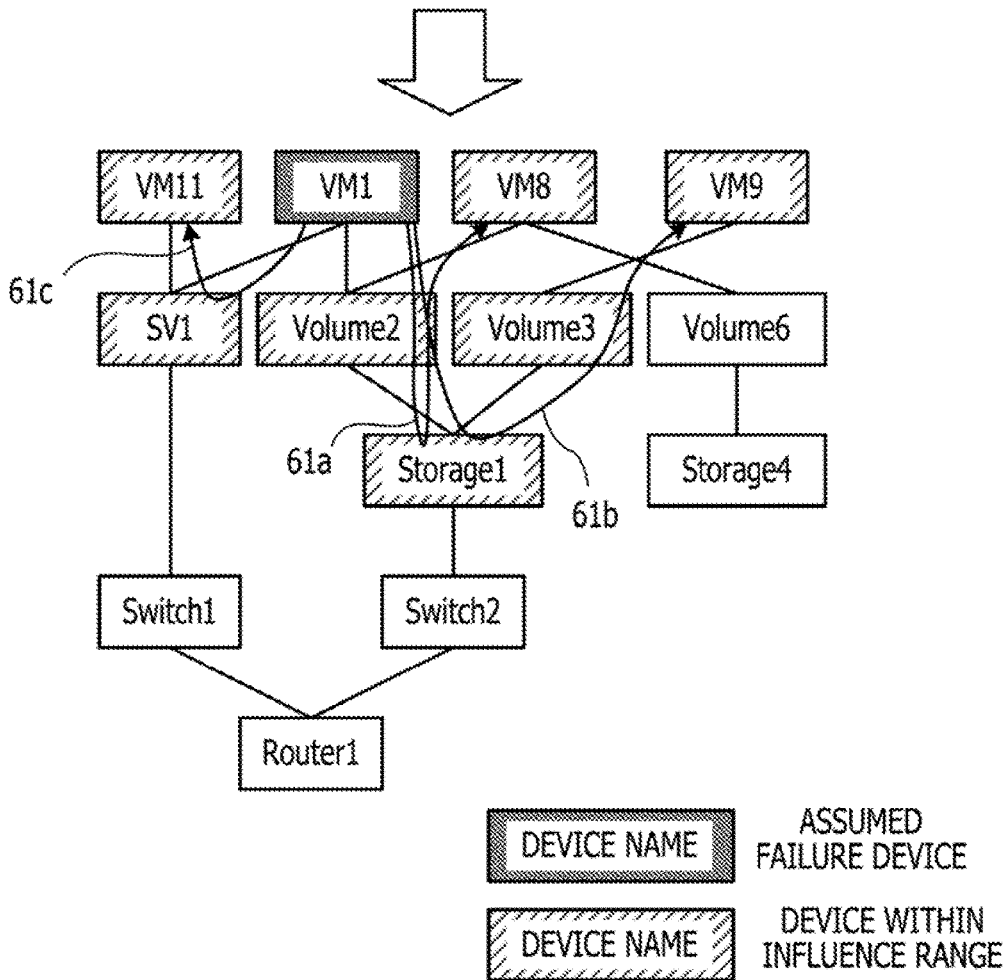 VM11
VM1
VM8
VM9
61c
SV1
Volume2
Volume3
Volume6
61a
Storage1
61b
Storage4
Switch1
Switch2
Router1
DEVICE NAME
ASSUMED
FAILURE DEVICE
DEVICE NAME
DEVICE WITHIN
INFLUENCE RANGE